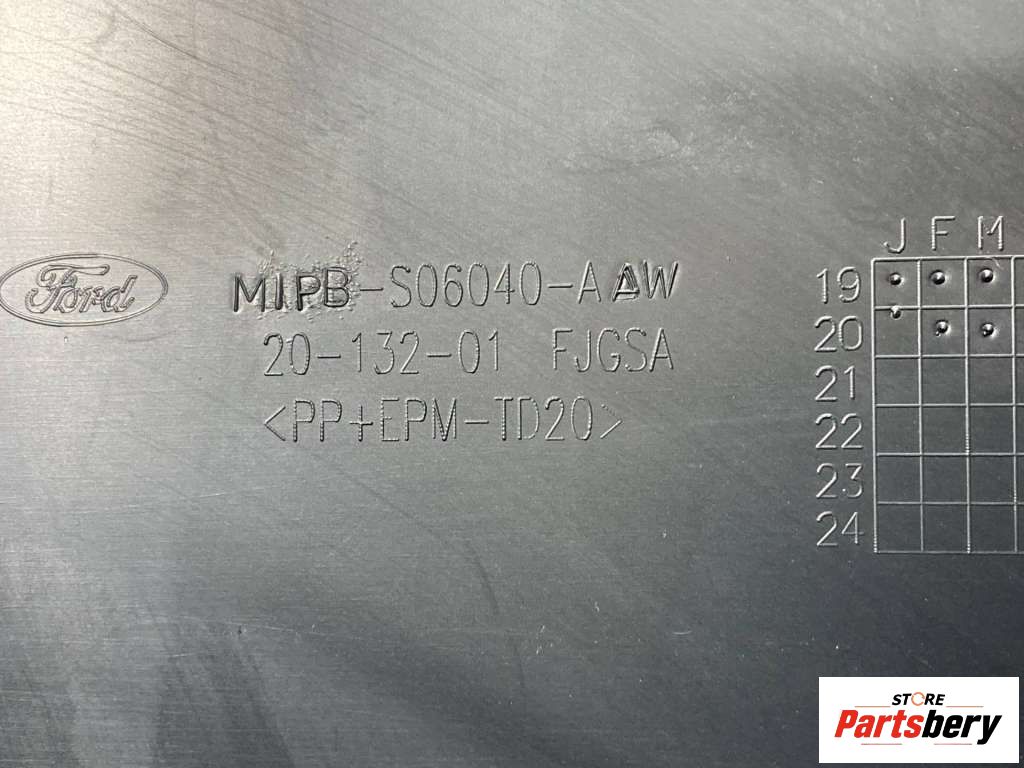 Ford
M1PB-S06040-AAW
20-132-01 FJGSA
<PP+EPM-TD20>
J F M
19
20
21
22
23
24
STORE
Partsbery